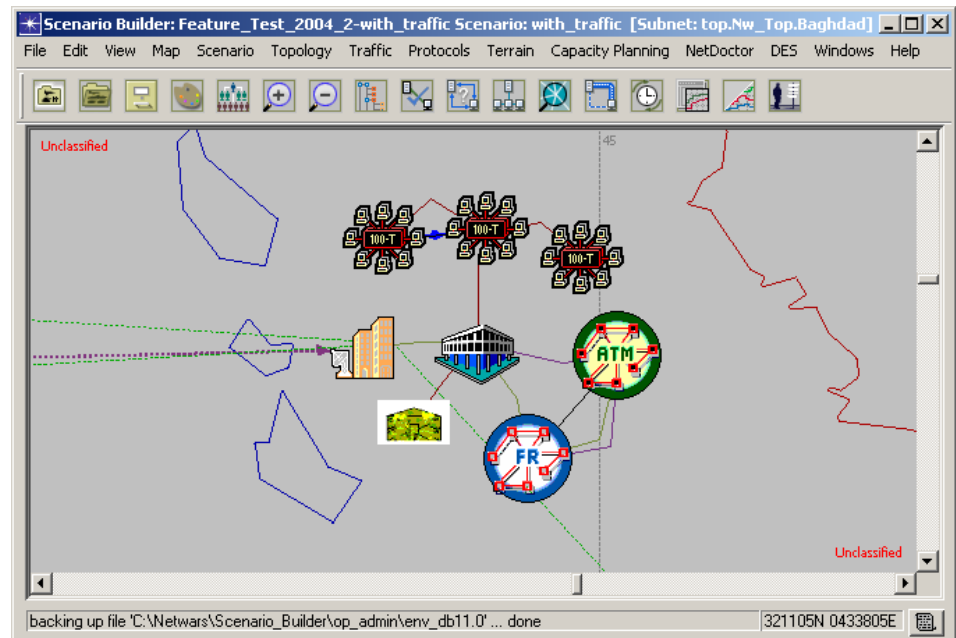 Scenario Builder: Feature_Test_2004_2-with_traffic Scenario: with_traffic [Subnet: top.Nw_Top.Baghdad]
File Edit View Map Scenario Topology Traffic Protocols Terrain Capacity Planning NetDoctor DES Windows Help
Unclassified
45
100-T
100-T
100-T
ATM
FR
Unclassified
backing up file 'C:\Netwars\Scenario_Builder\op_admin\env_db11.0' ... done
321105N 0433805E